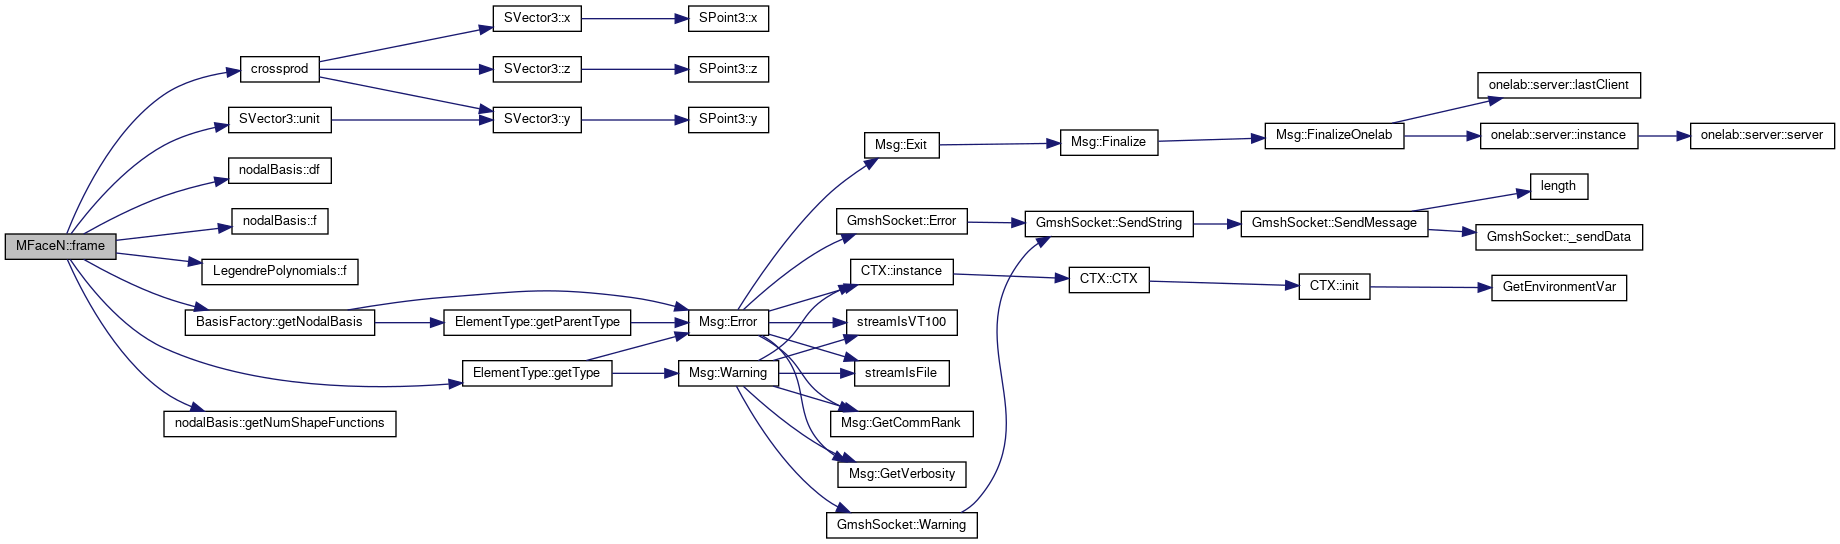 SVector3::x
SPoint3::x
crossprod
SVector3::z
SPoint3::z
SVector3::unit
SVector3::y
SPoint3::y
nodalBasis::df
nodalBasis::f
MFaceN::frame
LegendrePolynomials::f
BasisFactory::getNodalBasis
ElementType::getParentType
Msg::Error
ElementType::getType
Msg::Warning
nodalBasis::getNumShapeFunctions
Msg::Exit
Msg::Finalize
Msg::FinalizeOnelab
onelab::server::lastClient
onelab::server::instance
onelab::server::server
GmshSocket::Error
GmshSocket::SendString
GmshSocket::SendMessage
length
GmshSocket::_sendData
CTX::instance
CTX::CTX
CTX::init
GetEnvironmentVar
streamIsVT100
streamIsFile
Msg::GetCommRank
Msg::GetVerbosity
GmshSocket::Warning